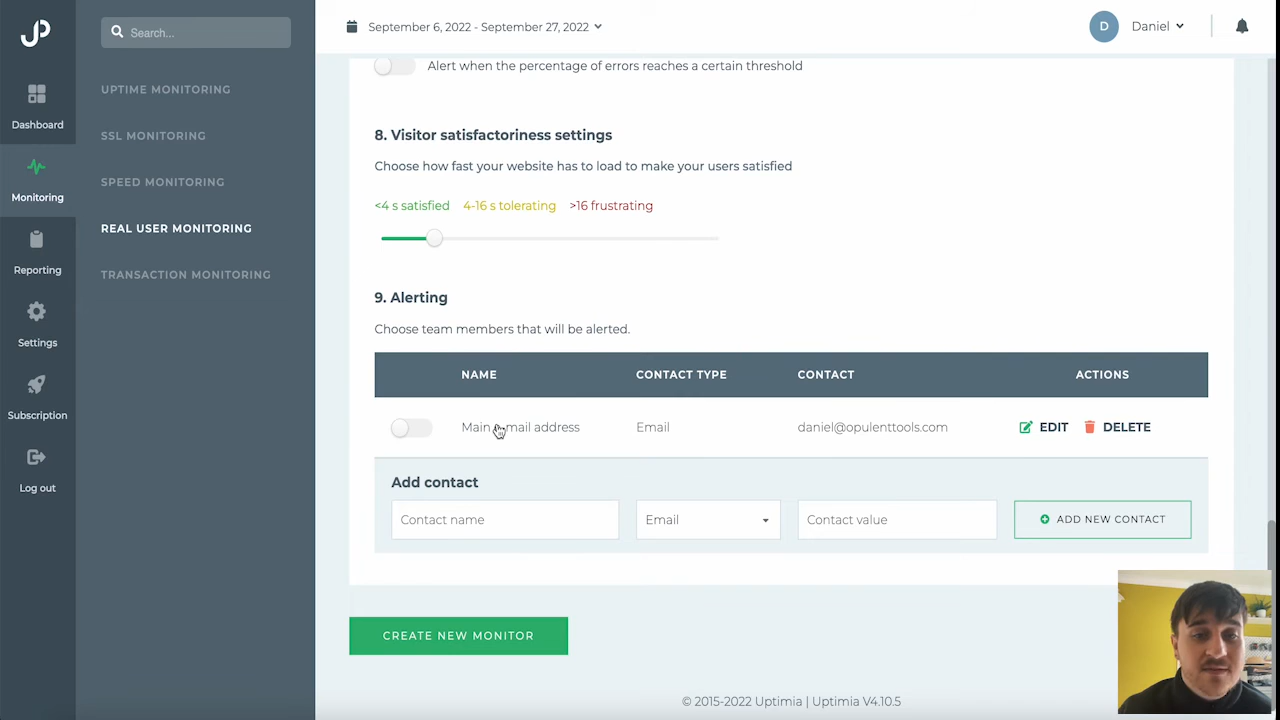 Search...
September 6, 2022 - September 27, 2022
D
Daniel
Dashboard
Monitoring
Reporting
Settings
Subscription
Log out
UPTIME MONITORING
SSL MONITORING
SPEED MONITORING
REAL USER MONITORING
TRANSACTION MONITORING
Alert when the percentage of errors reaches a certain threshold
8. Visitor satisfactoriness settings
Choose how fast your website has to load to make your users satisfied
<4 s satisfied 4-16 s tolerating >16 frustrating
9. Alerting
Choose team members that will be alerted.
NAME CONTACT TYPE CONTACT ACTIONS
Main email address Email daniel@opulenttools.com EDIT DELETE
Add contact
Contact name Email Contact value ADD NEW CONTACT
CREATE NEW MONITOR
© 2015-2022 Uptimia | Uptimia V4.10.5